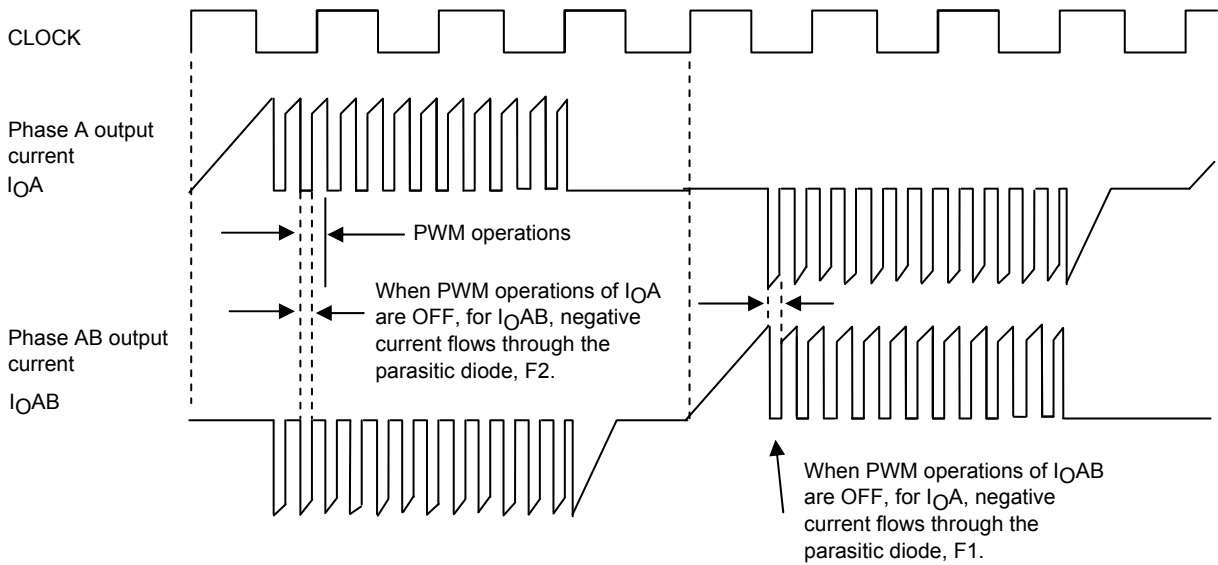 CLOCK
Phase A output
current
IOA
PWM operations
When PWM operations of IOA
are OFF, for IOAB, negative
current flows through the
parasitic diode, F2.
Phase AB output
current
IOAB
When PWM operations of IOAB
are OFF, for IOA, negative
current flows through the
parasitic diode, F1.